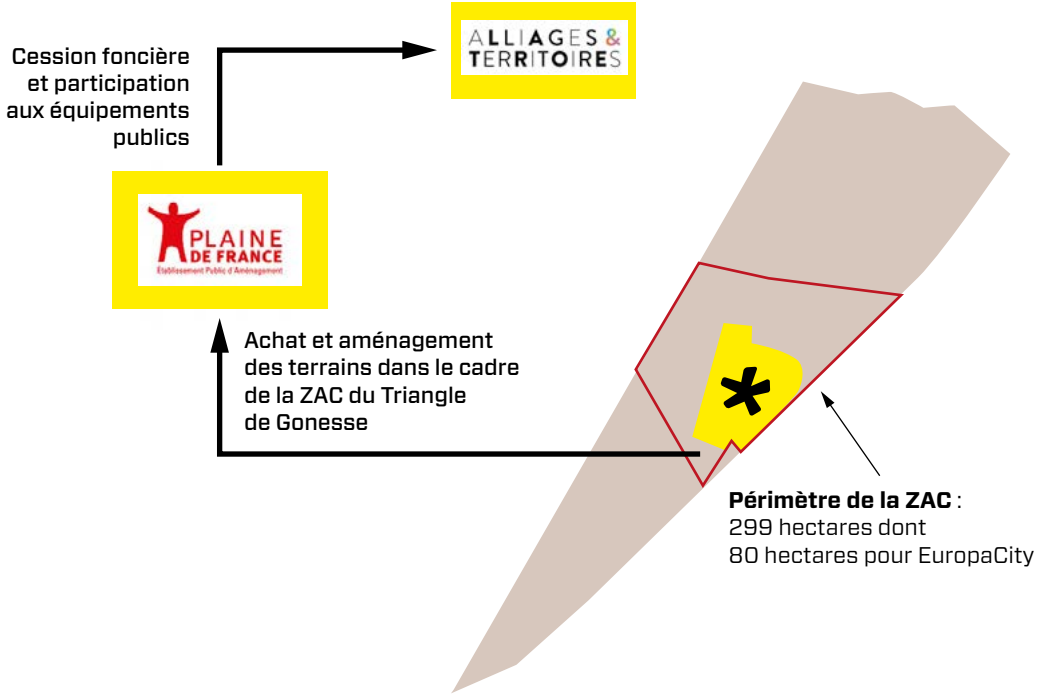 Cession foncière
et participation
aux équipements
publics
ALLIAGES &
TERRITOIRES
PLAINE
DE FRANCE
Etablissement Public d'Aménagement
Achat et aménagement
des terrains dans le cadre
de la ZAC du Triangle
de Gonesse
Périmètre de la ZAC :
299 hectares dont
80 hectares pour EuropaCity